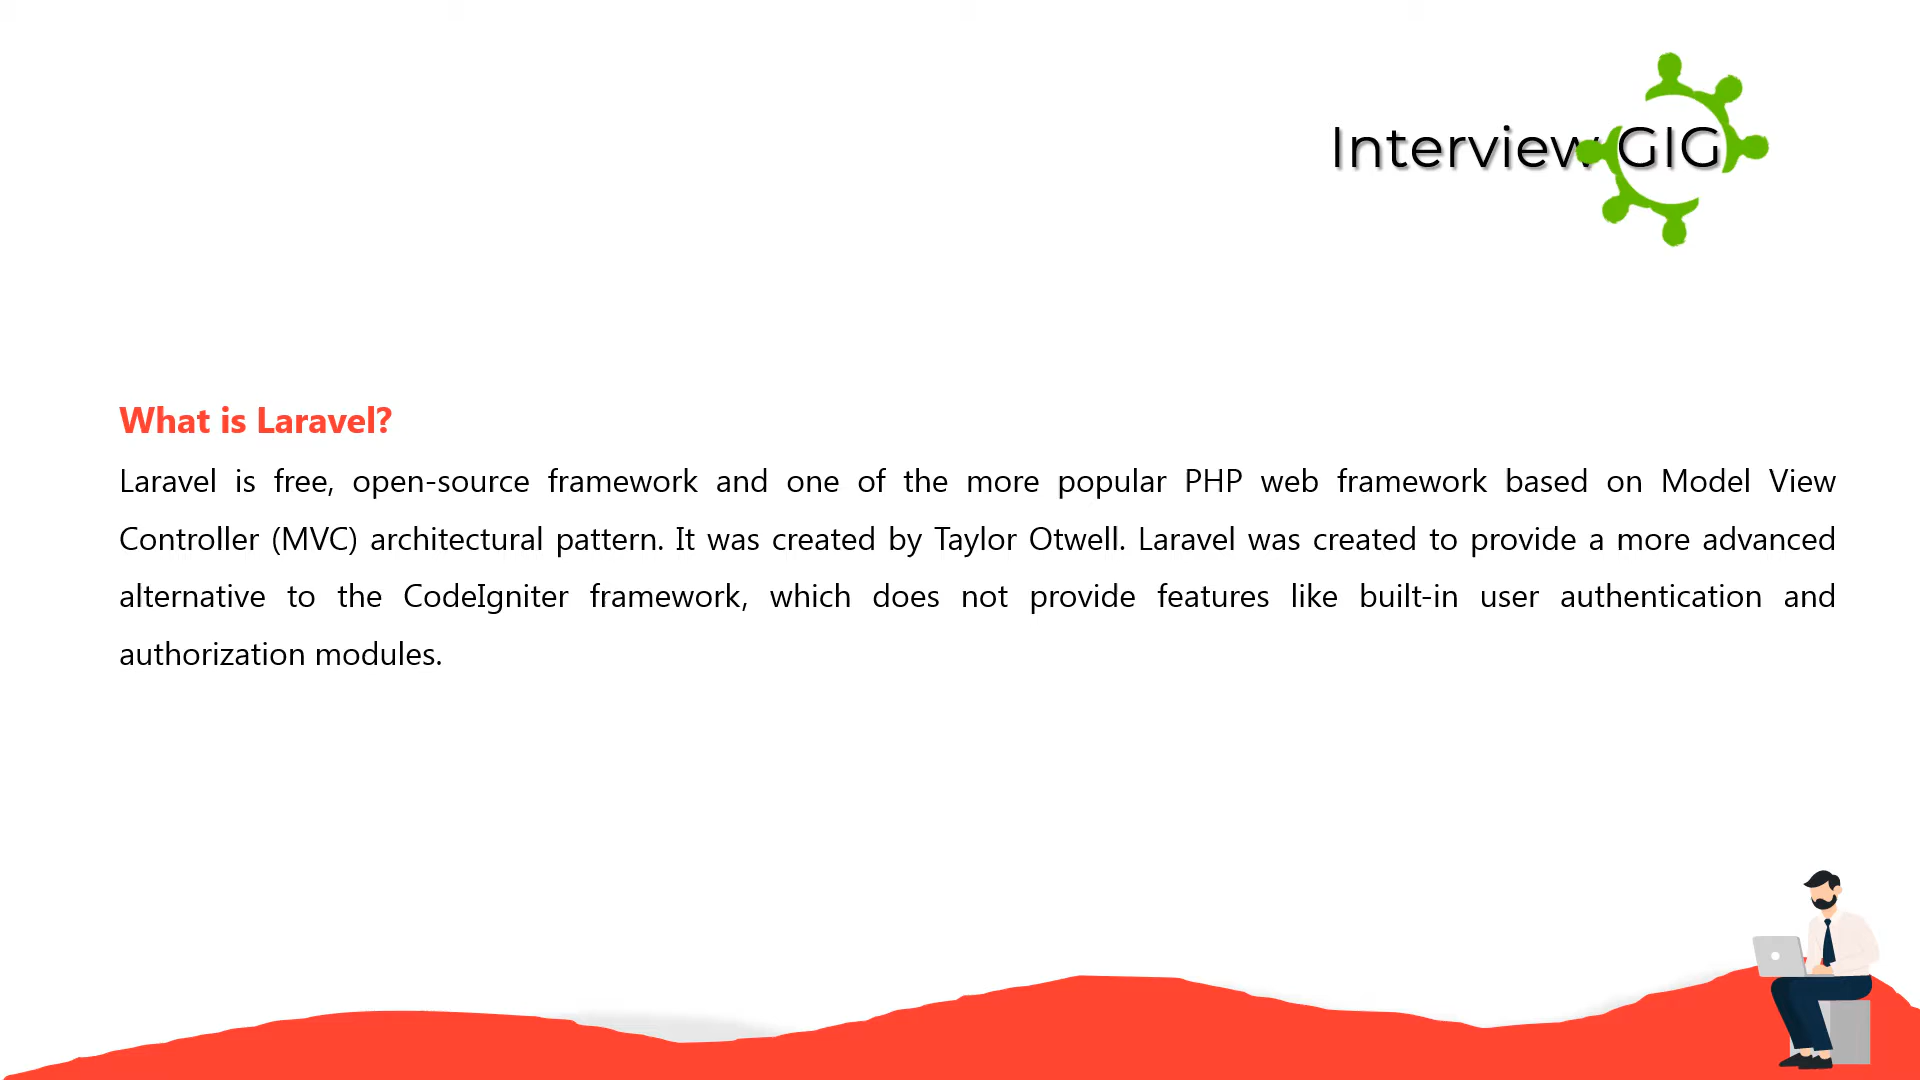 Interview GIG
What is Laravel?
Laravel is free, open-source framework and one of the more popular PHP web framework based on Model View
Controller (MVC) architectural pattern. It was created by Taylor Otwell. Laravel was created to provide a more advanced
alternative to the CodeIgniter framework, which does not provide features like built-in user authentication and
authorization modules.